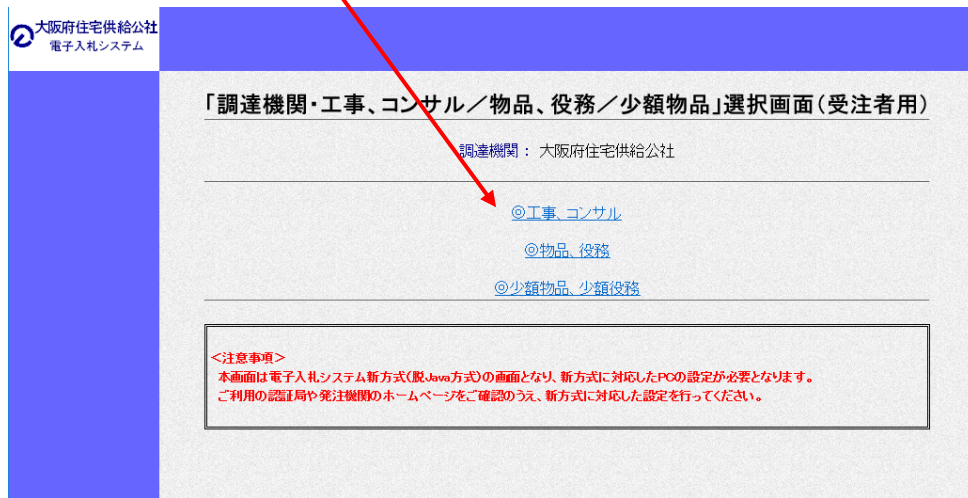 大阪府住宅供給公社
電子入札システム
「調達機関・工事、コンサル／物品、役務／少額物品」選択画面（受注者用）
調達機関： 大阪府住宅供給公社
◎工事、コンサル
◎物品、役務
◎少額物品、少額役務
＜注意事項＞
本画面は電子入札システム新方式(脱Java方式)の画面となり、新方式に対応したPCの設定が必要となります。
ご利用の認証局や発注機関のホームページをご確認のうえ、新方式に対応した設定を行ってください。